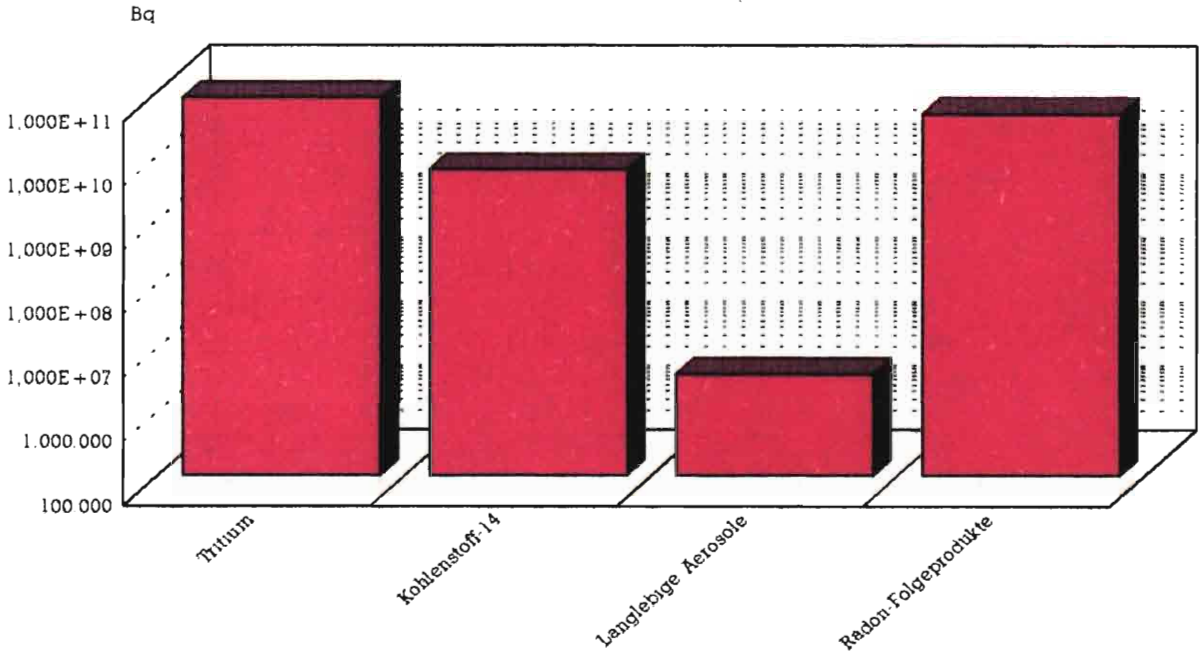 Bq
1,000E+11
1,000E+10
1,000E+09
1,000E+08
1,000E+07
1.000.000
100 000
Tritium
Kohlenstoff-14
Langlebige Aerosole
Radon-Folgeprodukte